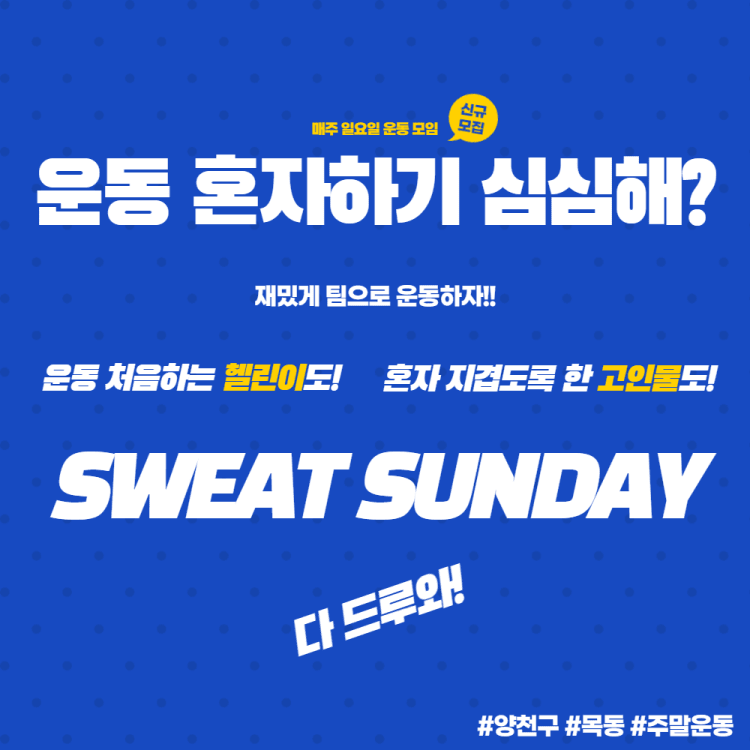 매주 일요일 운동 모임
신규
모집
운동 혼자하기 심심해?
재밌게 팀으로 운동하자!!
운동 처음하는 헬린이도! 혼자 지겹도록 한 고인물도!
SWEAT SUNDAY
다 드루와!
#양천구 #목동 #주말운동